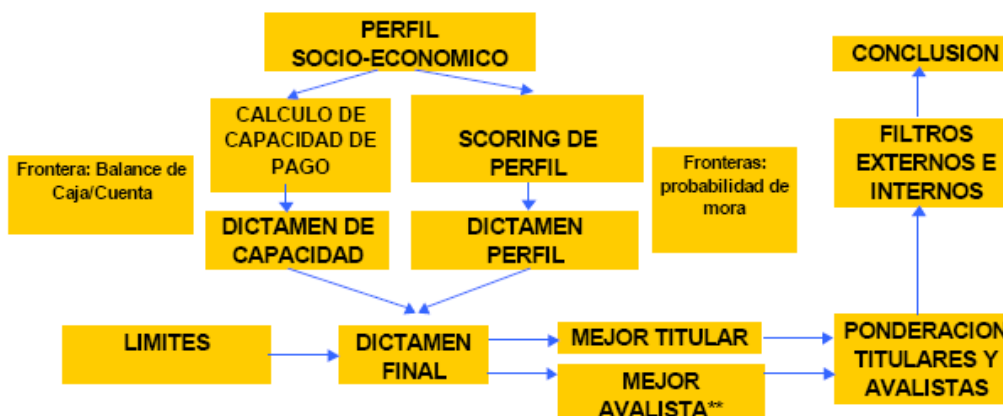 PERFIL
SOCIO-ECONOMICO
CONCLUSION
CALCULO DE
CAPACIDAD DE
PAGO
SCORING DE
PERFIL
FILTROS
EXTERNOS E
INTERNOS
Frontera: Balance de
Caja/Cuenta
Fronteras:
probabilidad de
mora
DICTAMEN DE
CAPACIDAD
DICTAMEN
PERFIL
LIMITES
DICTAMEN
FINAL
MEJOR TITULAR
MEJOR
AVALISTA**
PONDERACION
TITULARES Y
AVALISTAS